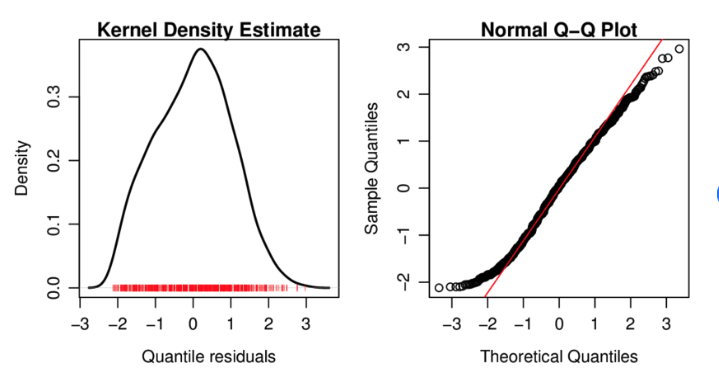 Kernel Density Estimate
Density
0.0 0.1 0.2 0.3
−3 −2 −1 0 1 2 3
Quantile residuals
Normal Q−Q Plot
Sample Quantiles
−2 −1 0 1 2 3
−3 −2 −1 0 1 2 3
Theoretical Quantiles